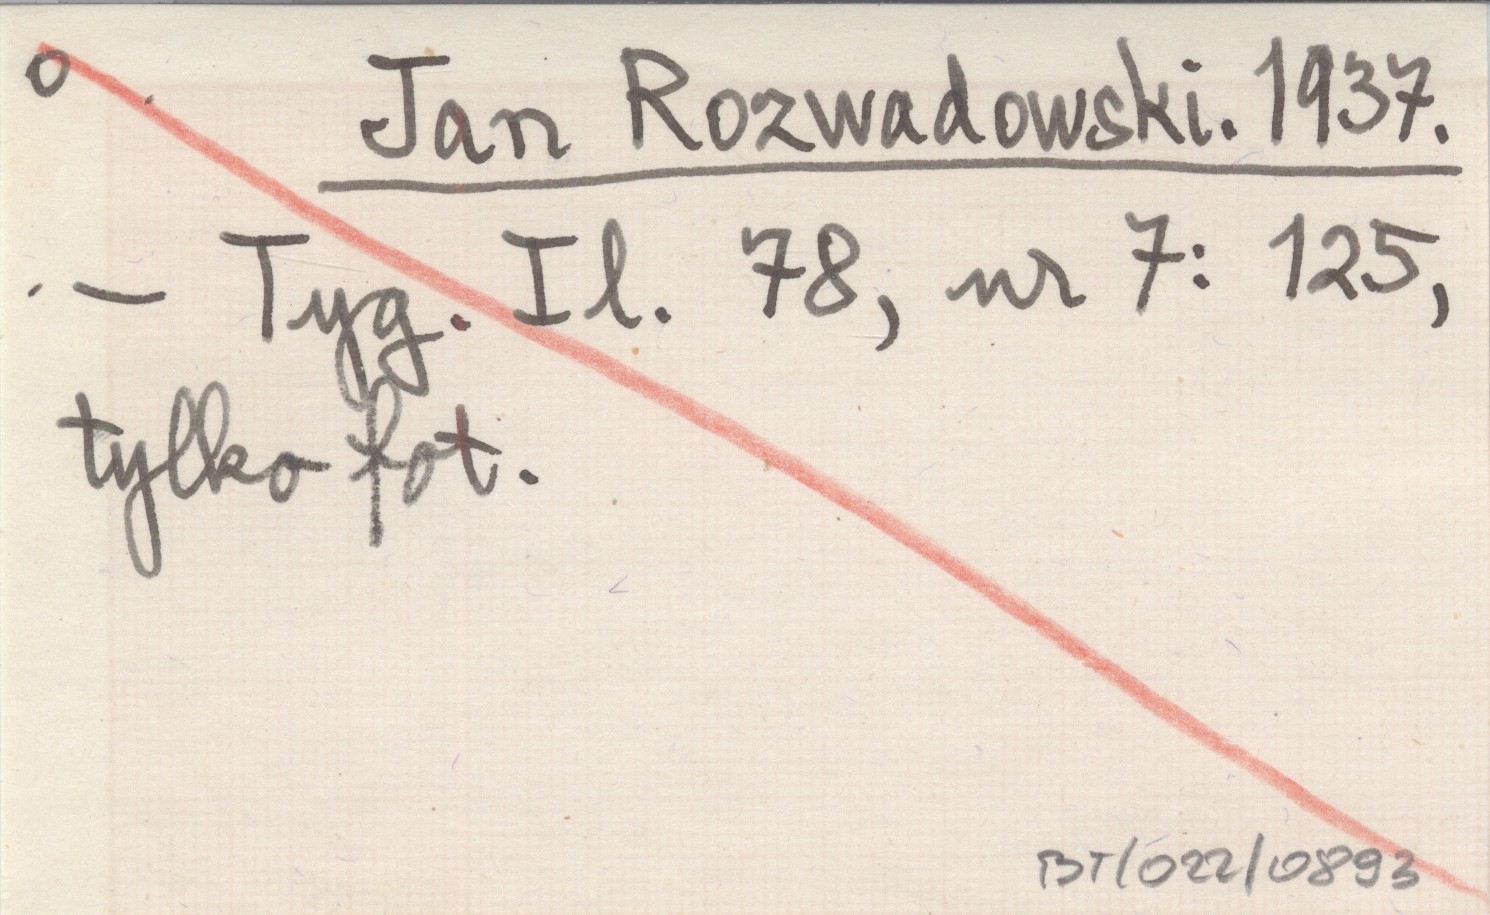 o Jan Rozwadowski. 1937.
. – Tyg. Il. 78, nr 7: 125,
tylko fot.
BT/022/0893